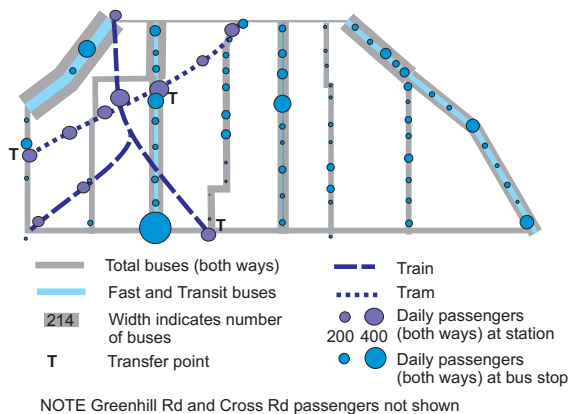 T
T
T
Total buses (both ways)
Fast and Transit buses
214 Width indicates number
of buses
T Transfer point
Train
Tram
Daily passengers
(both ways) at station
200 400
Daily passengers
(both ways) at bus stop
NOTE Greenhill Rd and Cross Rd passengers not shown